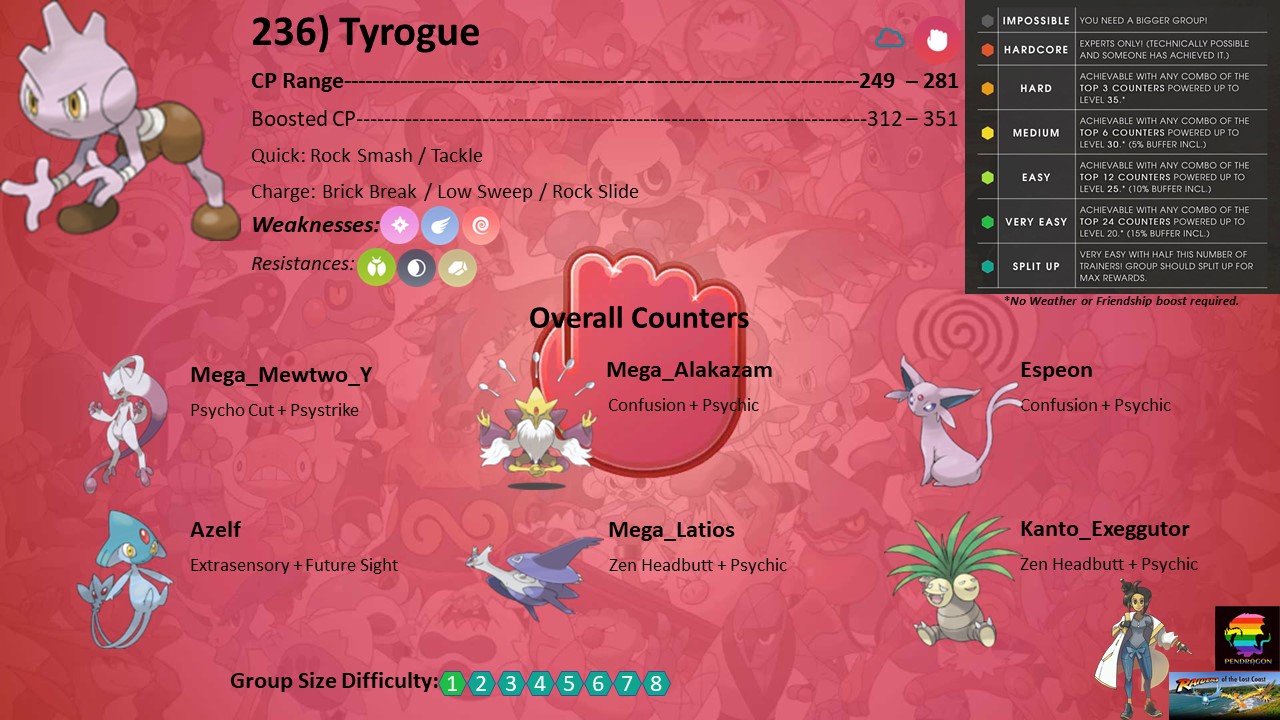 236) Tyrogue
CP Range--------------------------------------------------------------------------249 – 281
Boosted CP-------------------------------------------------------------------------312 – 351
Quick: Rock Smash / Tackle
Charge: Brick Break / Low Sweep / Rock Slide
Weaknesses:
Resistances:
IMPOSSIBLE YOU NEED A BIGGER GROUP!
HARDCORE EXPERTS ONLY! (TECHNICALLY POSSIBLE
AND SOMEONE HAS ACHIEVED IT.)
HARD ACHIEVABLE WITH ANY COMBO OF THE
TOP 3 COUNTERS POWERED UP TO
LEVEL 35.*
MEDIUM ACHIEVABLE WITH ANY COMBO OF THE
TOP 6 COUNTERS POWERED UP TO
LEVEL 30.* (5% BUFFER INCL.)
EASY ACHIEVABLE WITH ANY COMBO OF THE
TOP 12 COUNTERS POWERED UP TO
LEVEL 25.* (10% BUFFER INCL.)
VERY EASY ACHIEVABLE WITH ANY COMBO OF THE
TOP 24 COUNTERS POWERED UP TO
LEVEL 20.* (15% BUFFER INCL.)
SPLIT UP VERY EASY WITH HALF THIS NUMBER OF
TRAINERS! GROUP SHOULD SPLIT UP FOR
MAX REWARDS.
*No Weather or Friendship boost required.
Overall Counters
Mega_Mewtwo_Y
Psycho Cut + Psystrike
Mega_Alakazam
Confusion + Psychic
Espeon
Confusion + Psychic
Azelf
Extrasensory + Future Sight
Mega_Latios
Zen Headbutt + Psychic
Kanto_Exeggutor
Zen Headbutt + Psychic
Group Size Difficulty: 1 2 3 4 5 6 7 8
PENDRAGON
RAIDERS of the Lost Coast